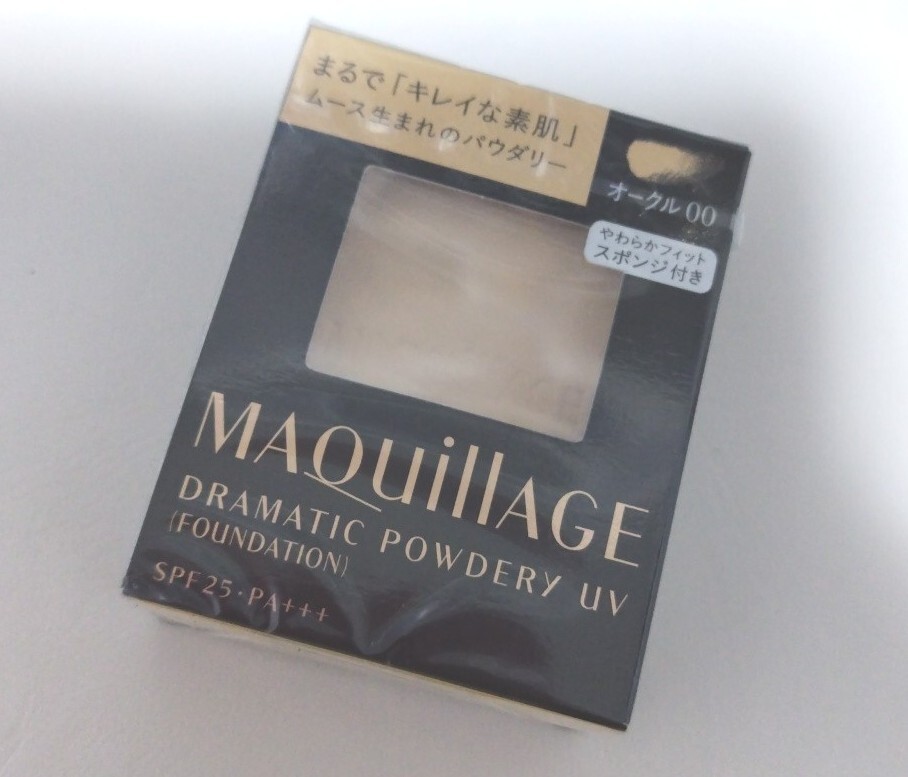 まるで「キレイな素肌」
ムース生まれのパウダリー
オークル 00
やわらかフィット
スポンジ付き
MAQuillAGE
DRAMATIC POWDERY UV
(FOUNDATION)
SPF25・PA+++